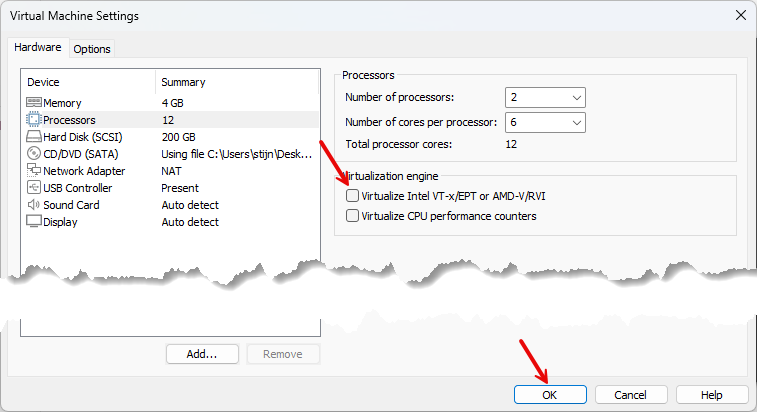 Virtual Machine Settings
Hardware Options
Device Summary
Memory 4 GB
Processors 12
Hard Disk (SCSI) 200 GB
CD/DVD (SATA) Using file C:\Users\stijn\Desk...
Network Adapter NAT
USB Controller Present
Sound Card Auto detect
Display Auto detect
Add... Remove
Processors
Number of processors: 2
Number of cores per processor: 6
Total processor cores: 12
Virtualization engine
Virtualize Intel VT-x/EPT or AMD-V/RVI
Virtualize CPU performance counters
OK Cancel Help